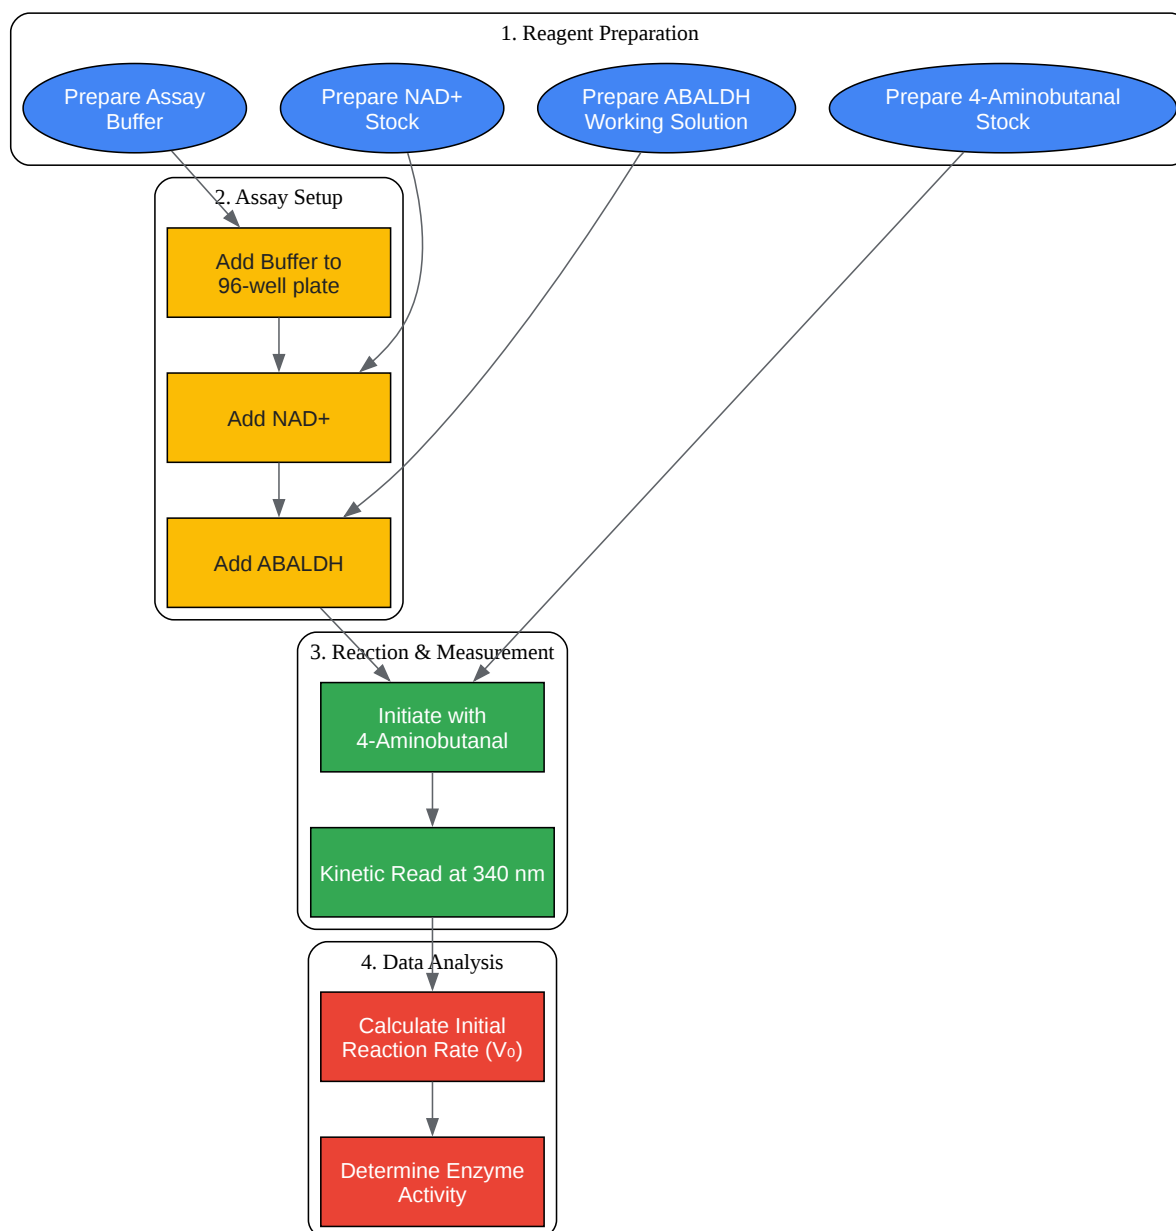 1. Reagent Preparation
Prepare Assay
Buffer
Prepare NAD+
Stock
Prepare ABALDH
Working Solution
Prepare 4-Aminobutanal
Stock
2. Assay Setup
Add Buffer to
96-well plate
Add NAD+
Add ABALDH
3. Reaction & Measurement
Initiate with
4-Aminobutanal
Kinetic Read at 340 nm
4. Data Analysis
Calculate Initial
Reaction Rate (V₀)
Determine Enzyme
Activity